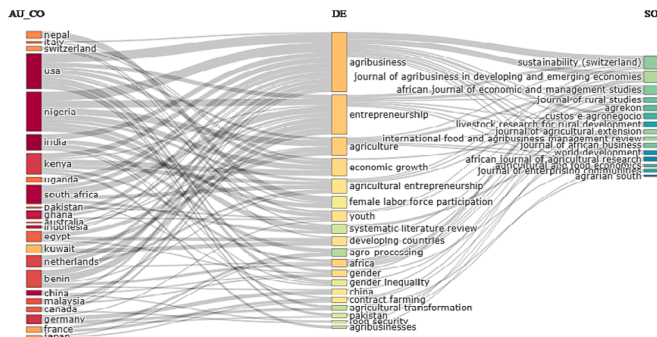 AU_CO
DE
SO
nepal
italy
switzerland
usa
nigeria
india
kenya
uganda
south africa
pakistan
ghana
australia
indonesia
egypt
kuwait
netherlands
benin
china
malaysia
canada
germany
france
japan
agribusiness
entrepreneurship
agriculture
economic growth
agricultural entrepreneurship
female labor force participation
youth
systematic literature review
developing countries
agro-processing
africa
gender
gender inequality
china
contract farming
agricultural transformation
pakistan
food security
agribusinesses
sustainability (switzerland)
journal of agribusiness in developing and emerging economies
african journal of economic and management studies
journal of rural studies
agrekon
custos e agronegocio
livestock research for rural development
journal of agricultural extension
international food and agribusiness management review
journal of african business
world development
african journal of agricultural research
agricultural and food economics
journal of enterprising communities
agrarian south